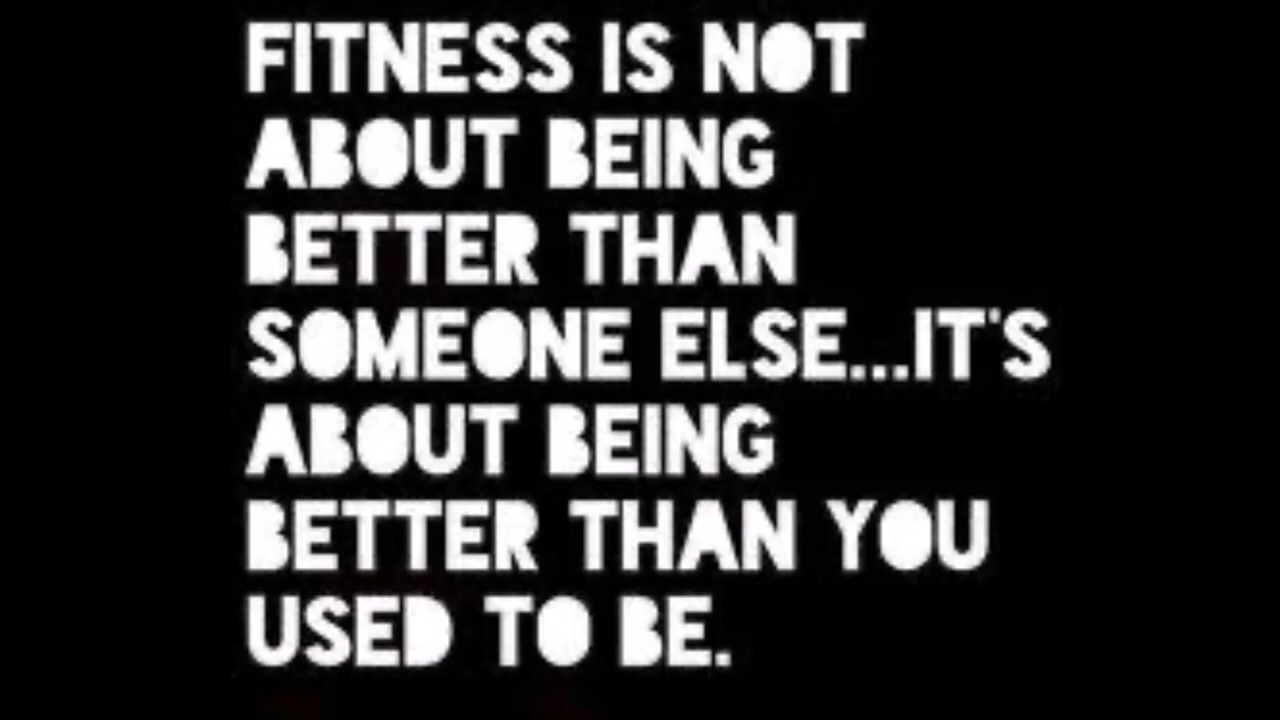 FITNESS IS NOT
ABOUT BEING
BETTER THAN
SOMEONE ELSE...IT'S
ABOUT BEING
BETTER THAN YOU
USED TO BE.